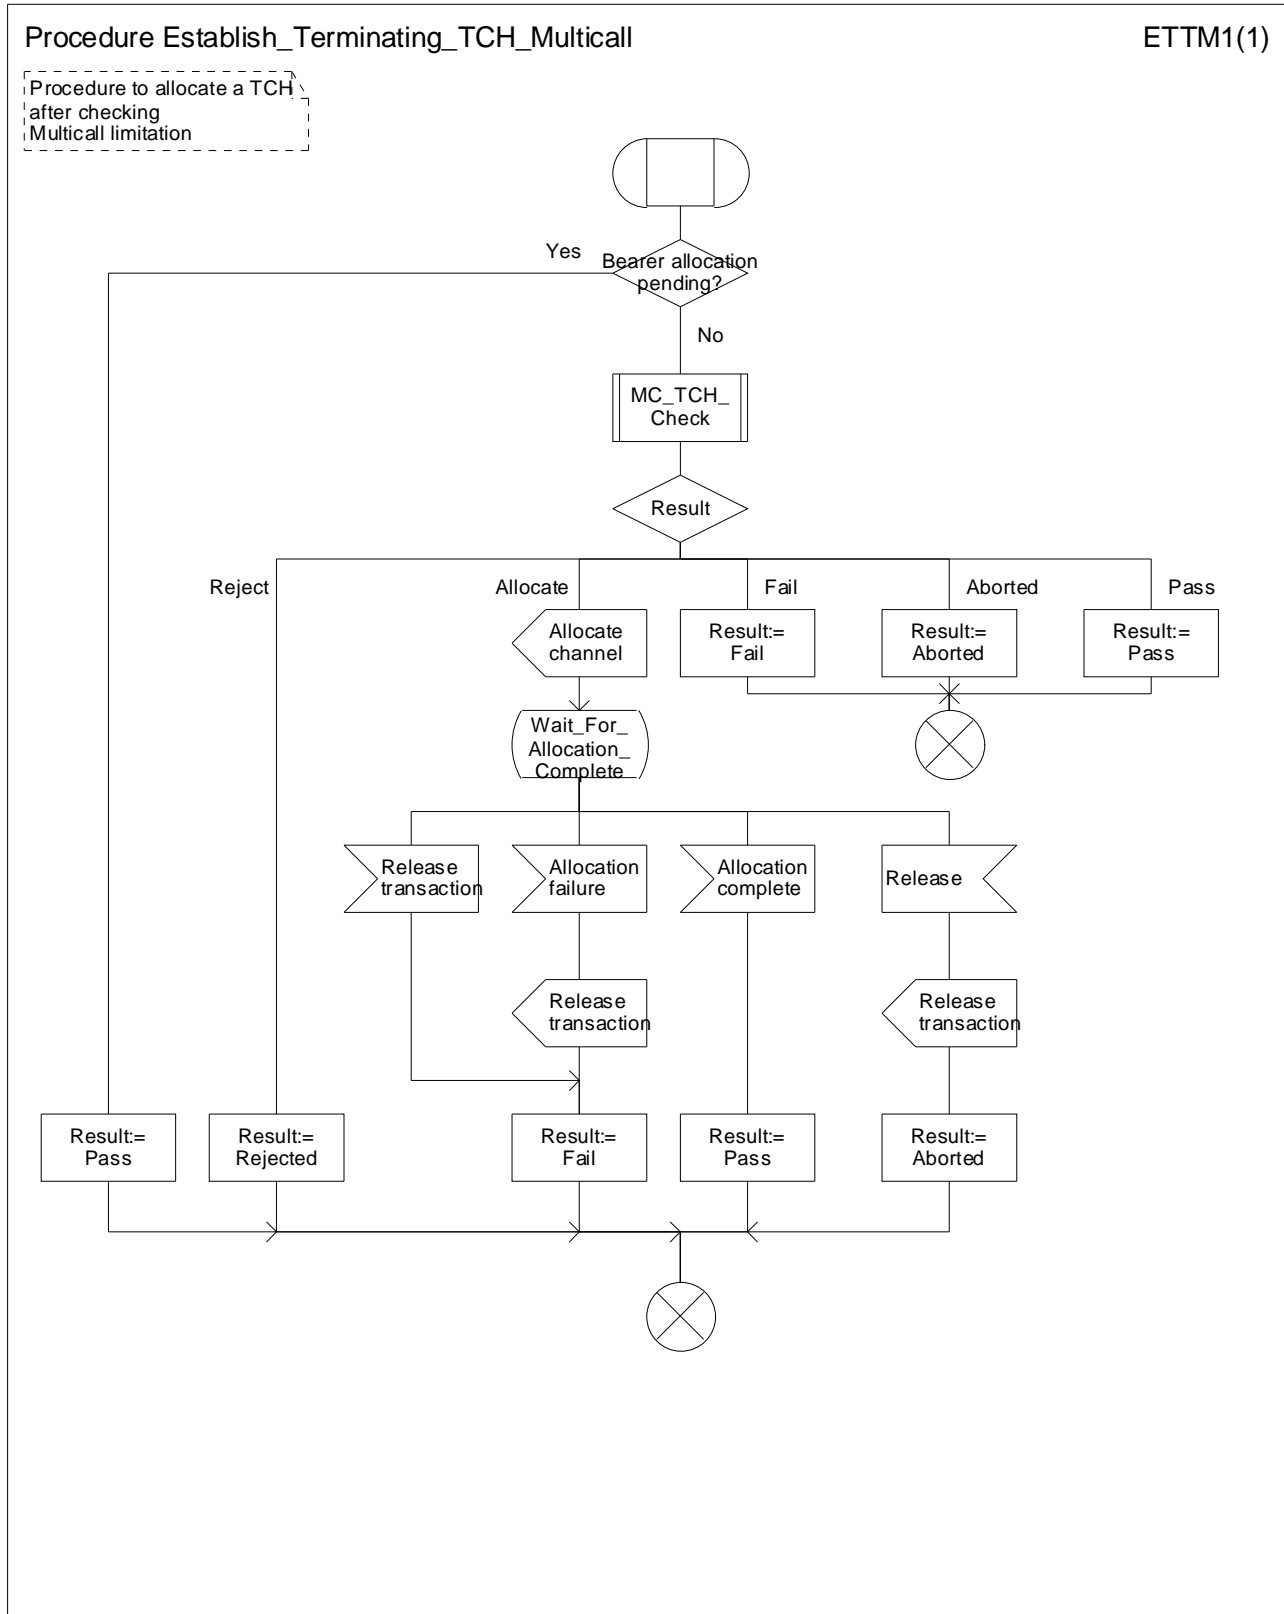 Procedure Establish_Terminating_TCH_Multicall
ETTM1(1)
Procedure to allocate a TCH
after checking
Multicall limitation
Yes
Bearer allocation
pending?
No
MC_TCH_
Check
Result
Reject
Allocate
Fail
Aborted
Pass
Allocate
channel
Result:=
Fail
Result:=
Aborted
Result:=
Pass
Wait_For_
Allocation_
Complete
Release
transaction
Allocation
failure
Allocation
complete
Release
Release
transaction
Release
transaction
Result:=
Pass
Result:=
Rejected
Result:=
Fail
Result:=
Pass
Result:=
Aborted